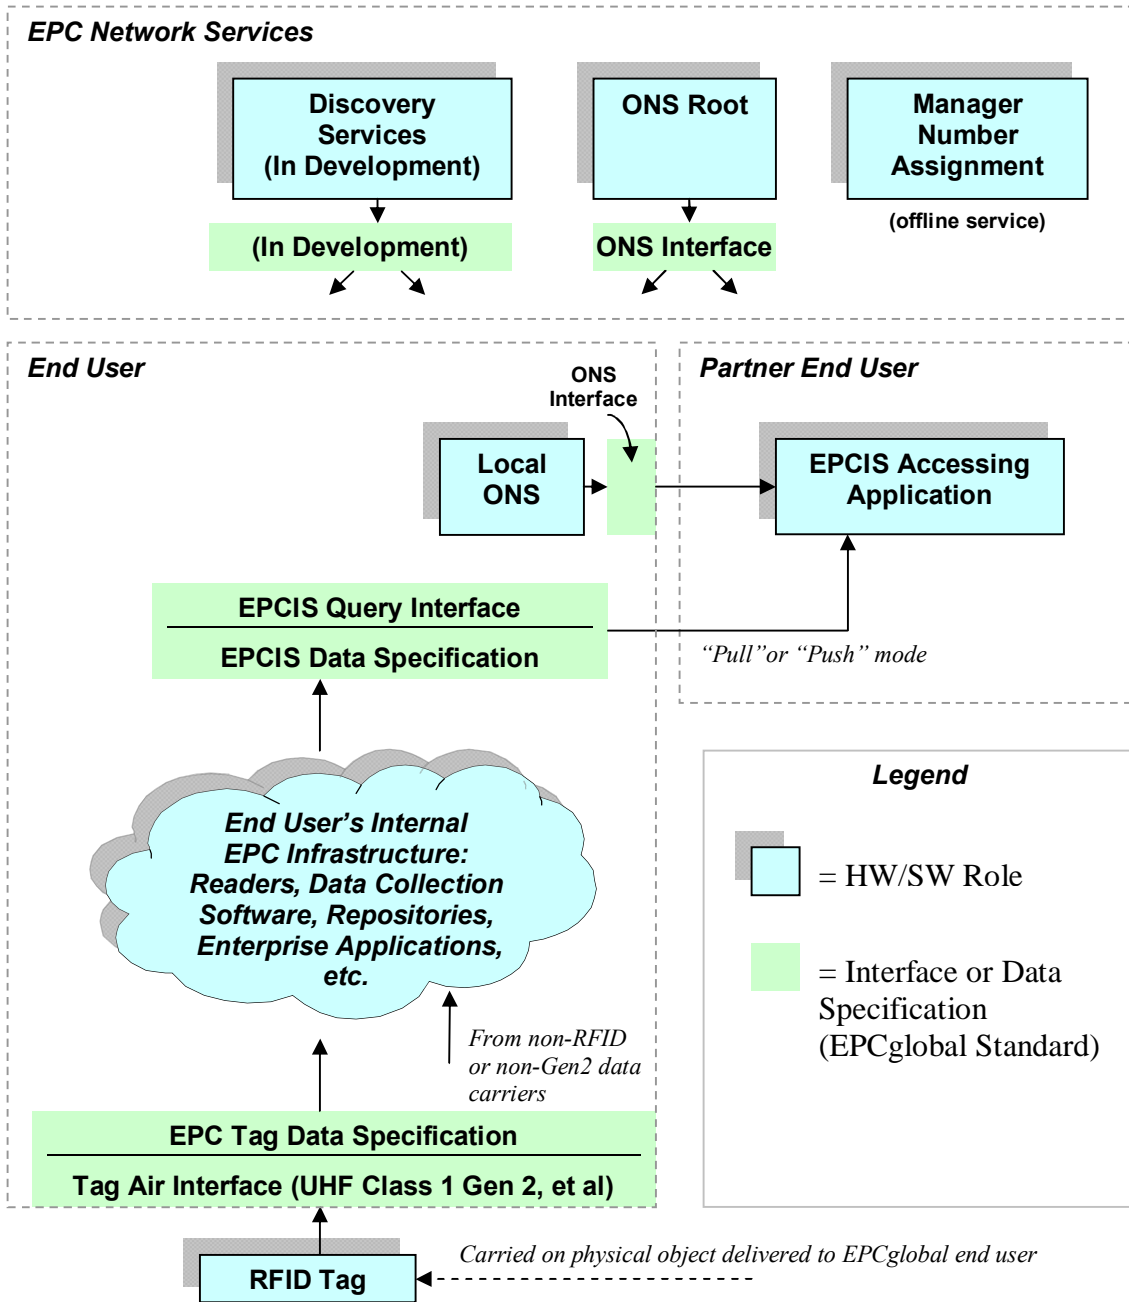 EPC Network Services
Discovery
Services
(In Development)
ONS Root
Manager
Number
Assignment
(offline service)
(In Development)
ONS Interface
End User
ONS
Interface
Local
ONS
Partner End User
EPCIS Accessing
Application
EPCIS Query Interface
EPCIS Data Specification
“Pull”or “Push” mode
End User’s Internal
EPC Infrastructure:
Readers, Data Collection
Software, Repositories,
Enterprise Applications,
etc.
From non-RFID
or non-Gen2 data
carriers
Legend
= HW/SW Role
= Interface or Data
Specification
(EPCglobal Standard)
EPC Tag Data Specification
Tag Air Interface (UHF Class 1 Gen 2, et al)
Carried on physical object delivered to EPCglobal end user
RFID Tag